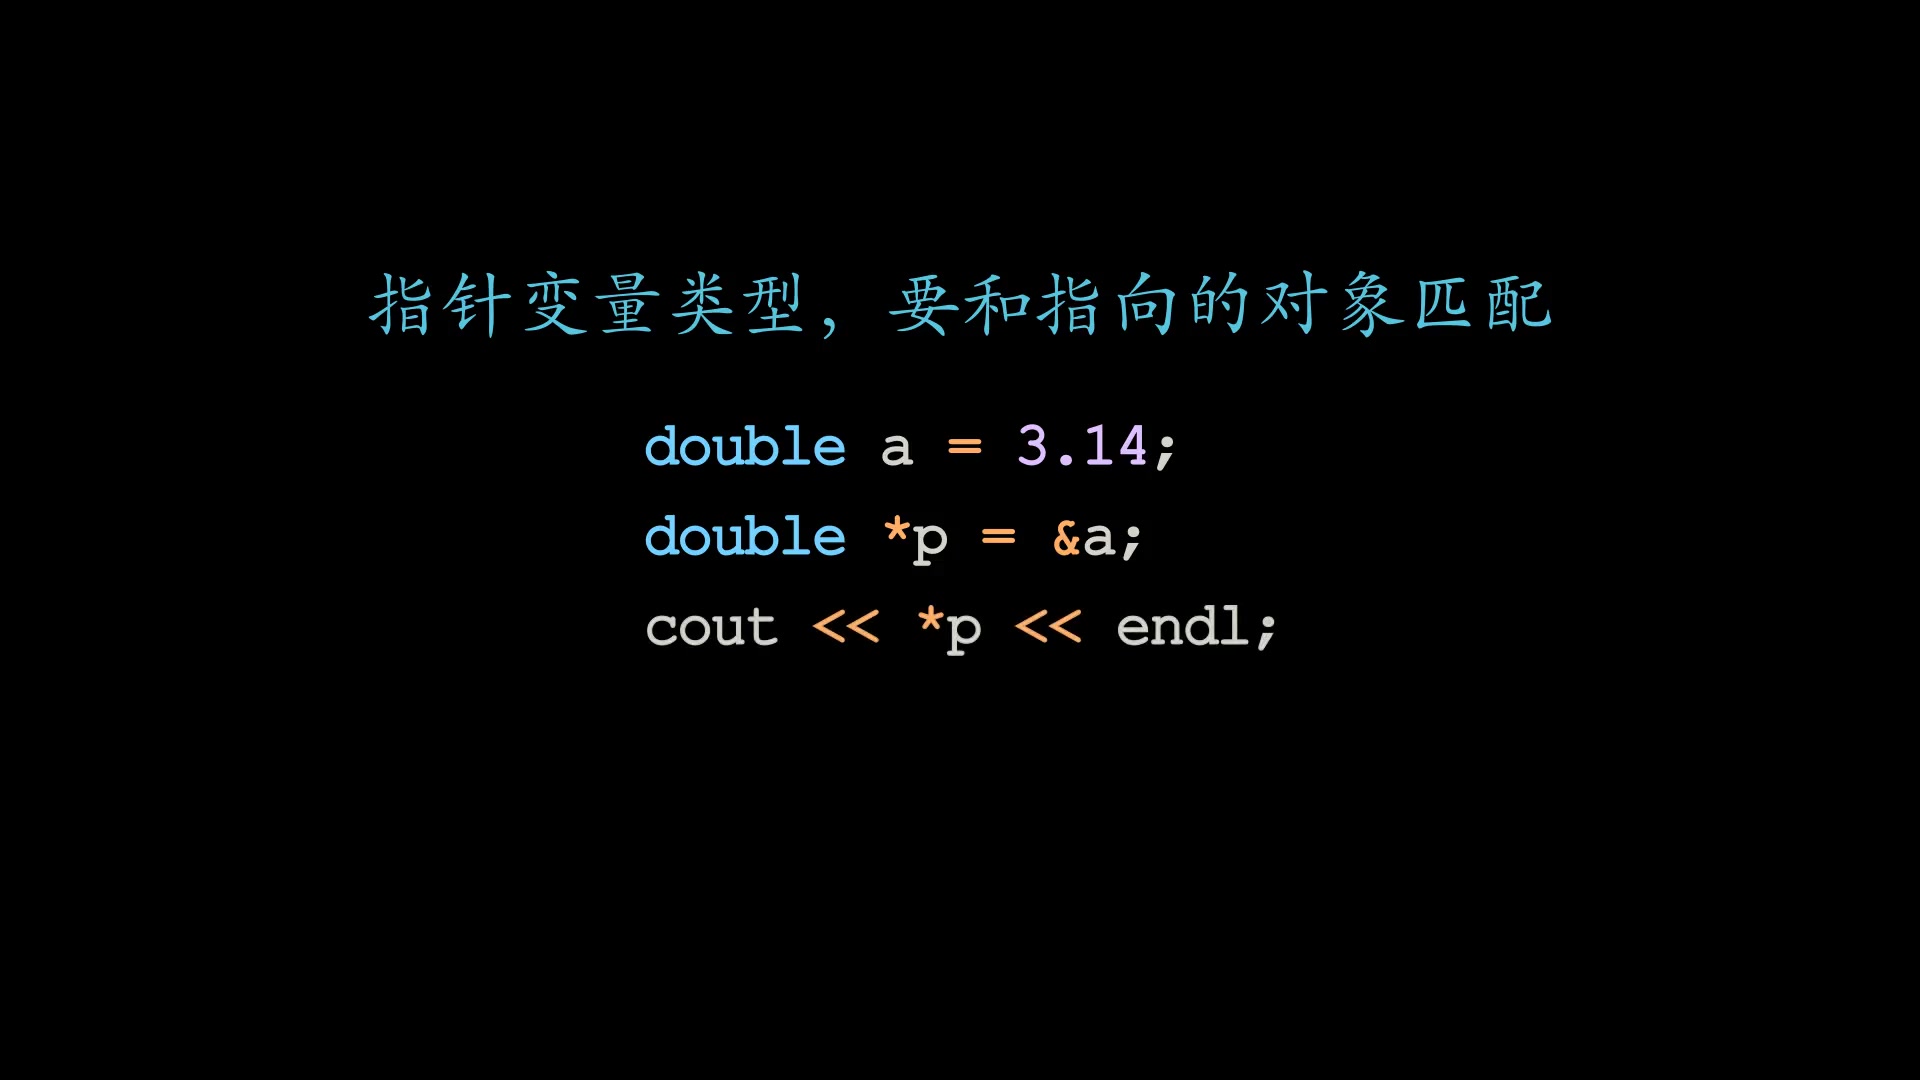 指针变量类型，要和指向的对象匹配
double a = 3.14;
double *p = &a;
cout << *p << endl;